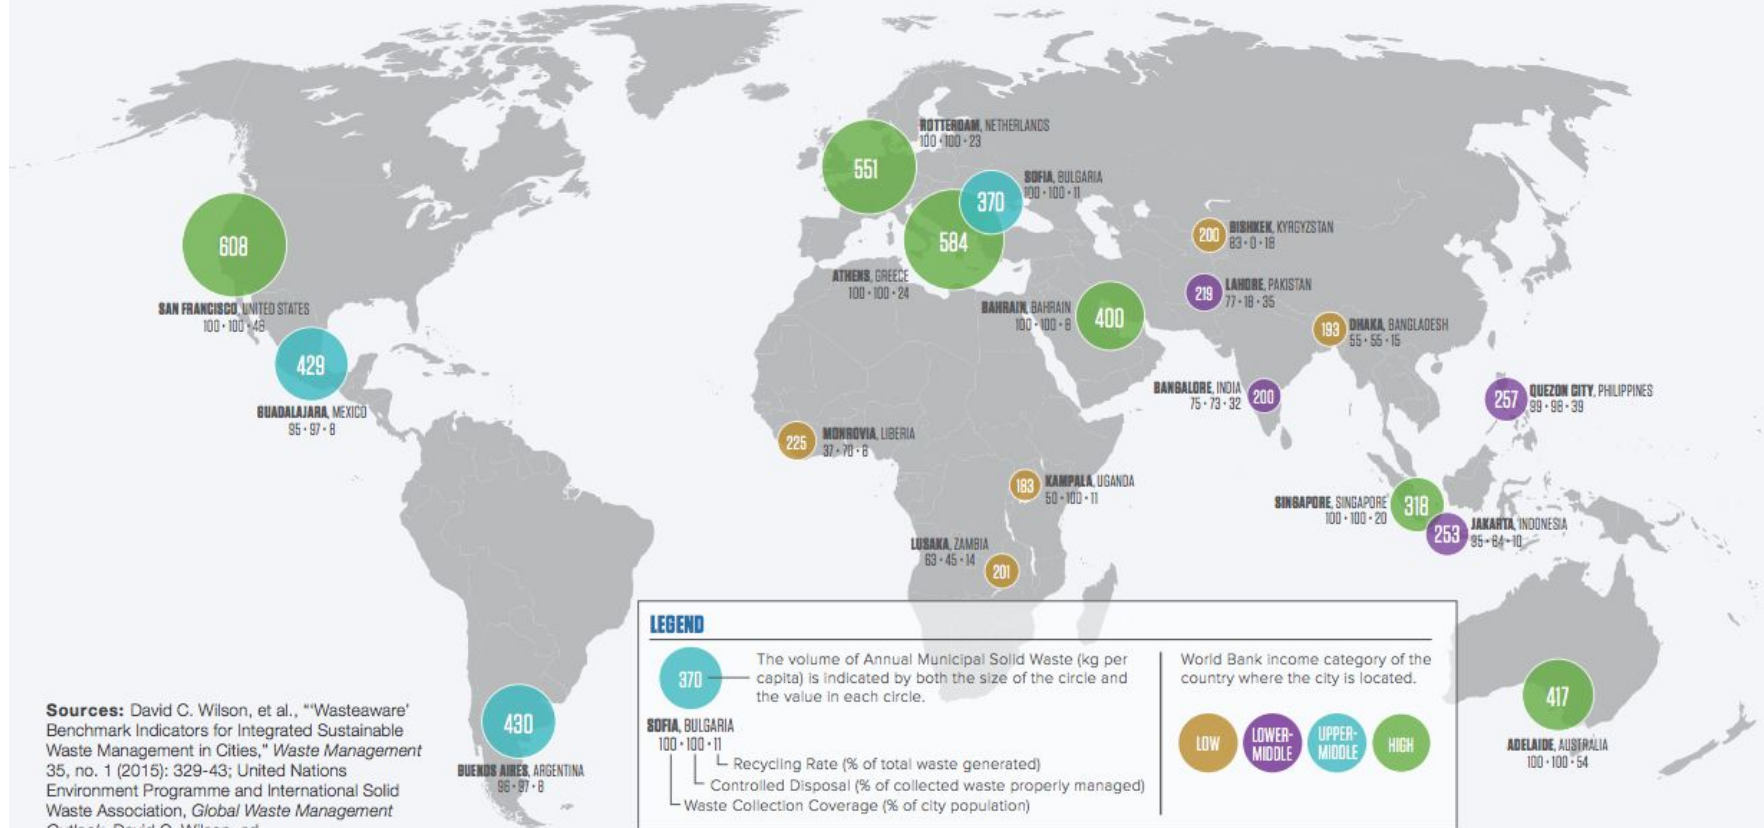 551
ROTTERDAM, NETHERLANDS
100 • 100 • 23
370
SOFIA, BULGARIA
100 • 100 • 11
608
SAN FRANCISCO, UNITED STATES
100 • 100 • 48
584
ATHENS, GREECE
100 • 100 • 24
200
BISHKEK, KYRGYZSTAN
83 • 0 • 18
219
LAHORE, PAKISTAN
77 • 18 • 35
BAHRAIN, BAHRAIN
100 • 100 • 8
400
193
DHAKA, BANGLADESH
55 • 55 • 15
429
GUADALAJARA, MEXICO
95 • 97 • 8
BANGALORE, INDIA
75 • 73 • 32
200
257
QUEZON CITY, PHILIPPINES
99 • 98 • 39
225
MONROVIA, LIBERIA
37 • 70 • 8
183
KAMPALA, UGANDA
50 • 100 • 11
SINGAPORE, SINGAPORE
100 • 100 • 20
318
253
JAKARTA, INDONESIA
95 • 84 • 10
LUSAKA, ZAMBIA
63 • 45 • 14
201
417
ADELAIDE, AUSTRALIA
100 • 100 • 54
430
BUENOS AIRES, ARGENTINA
96 • 97 • 8
LEGEND
370
The volume of Annual Municipal Solid Waste (kg per
capita) is indicated by both the size of the circle and
the value in each circle.
SOFIA, BULGARIA
100 • 100 • 11
Recycling Rate (% of total waste generated)
Controlled Disposal (% of collected waste properly managed)
Waste Collection Coverage (% of city population)
World Bank income category of the
country where the city is located.
LOW
LOWER-
MIDDLE
UPPER-
MIDDLE
HIGH
Sources: David C. Wilson, et al., "'Wasteaware'
Benchmark Indicators for Integrated Sustainable
Waste Management in Cities," Waste Management
35, no. 1 (2015): 329-43; United Nations
Environment Programme and International Solid
Waste Association, Global Waste Management